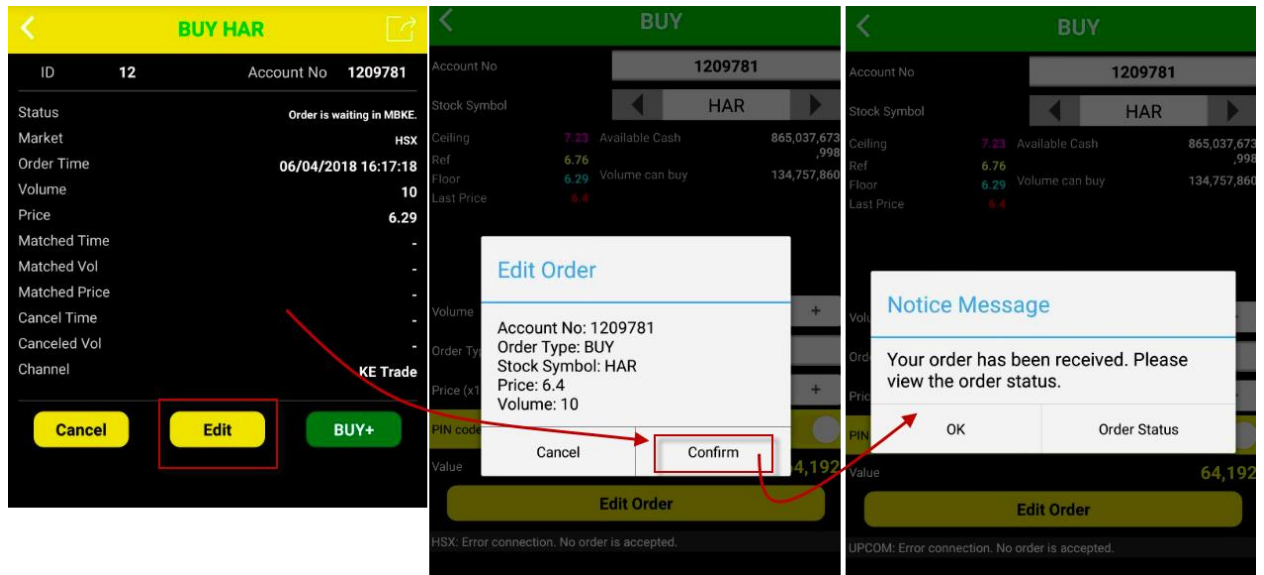 BUY HAR
ID 12 Account No 1209781
Status Order is waiting in MBKE.
Market HSX
Order Time 06/04/2018 16:17:18
Volume 10
Price 6.29
Matched Time -
Matched Vol -
Matched Price -
Cancel Time -
Canceled Vol -
Channel KE Trade
Cancel Edit BUY+
BUY
Account No 1209781
Stock Symbol HAR
Ceiling 7.23 Available Cash 865,037,673
,998
Ref 6.76
Floor 6.29 Volume can buy 134,757,860
Last Price 6.4
Edit Order
Volume +
Account No: 1209781
Order Type: BUY
Order Ty
Stock Symbol: HAR
Price: 6.4
Price (x1 +
Volume: 10
PIN code
Cancel Confirm
Value 64,192
Edit Order
HSX: Error connection. No order is accepted.
BUY
Account No 1209781
Stock Symbol HAR
Ceiling 7.23 Available Cash 865,037,673
,998
Ref 6.76
Floor 6.29 Volume can buy 134,757,860
Last Price 6.4
Notice Message
Volu
Your order has been received. Please
view the order status.
Orde
Pric
PIN
OK Order Status
Value 64,192
Edit Order
UPCOM: Error connection. No order is accepted.